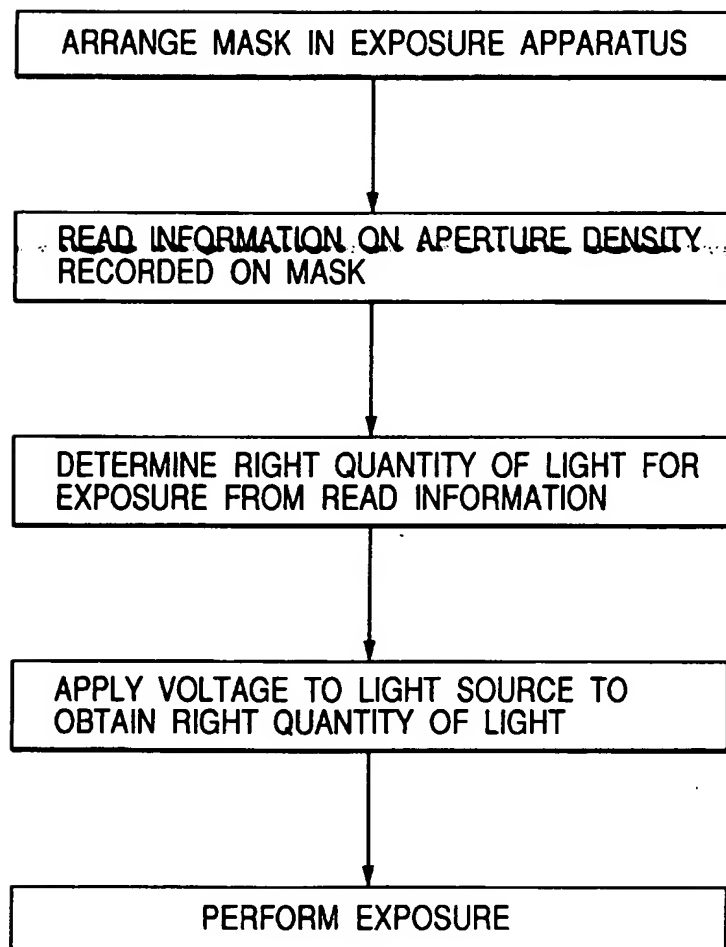 ARRANGE MASK IN EXPOSURE APPARATUS
READ INFORMATION ON APERTURE DENSITY
RECORDED ON MASK
DETERMINE RIGHT QUANTITY OF LIGHT FOR
EXPOSURE FROM READ INFORMATION
APPLY VOLTAGE TO LIGHT SOURCE TO
OBTAIN RIGHT QUANTITY OF LIGHT
PERFORM EXPOSURE